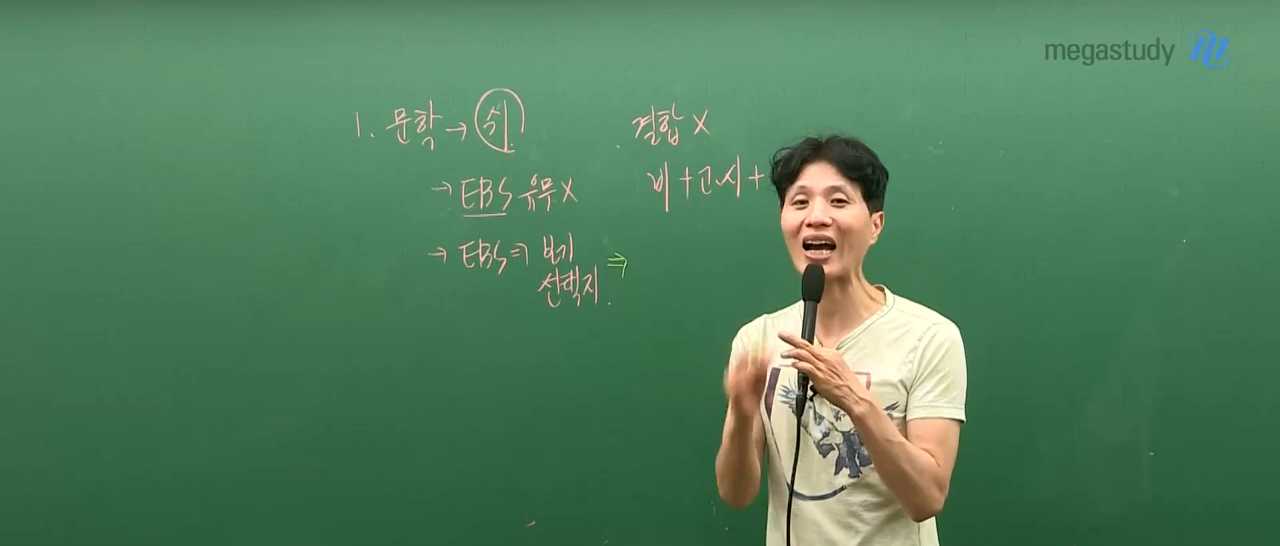 megastudy
1. 문학 → 쉬
결합 X
→ EBS 유무 X
비 + 고.시 +
→ EBS ⇒ 보기
선택지. ⇒